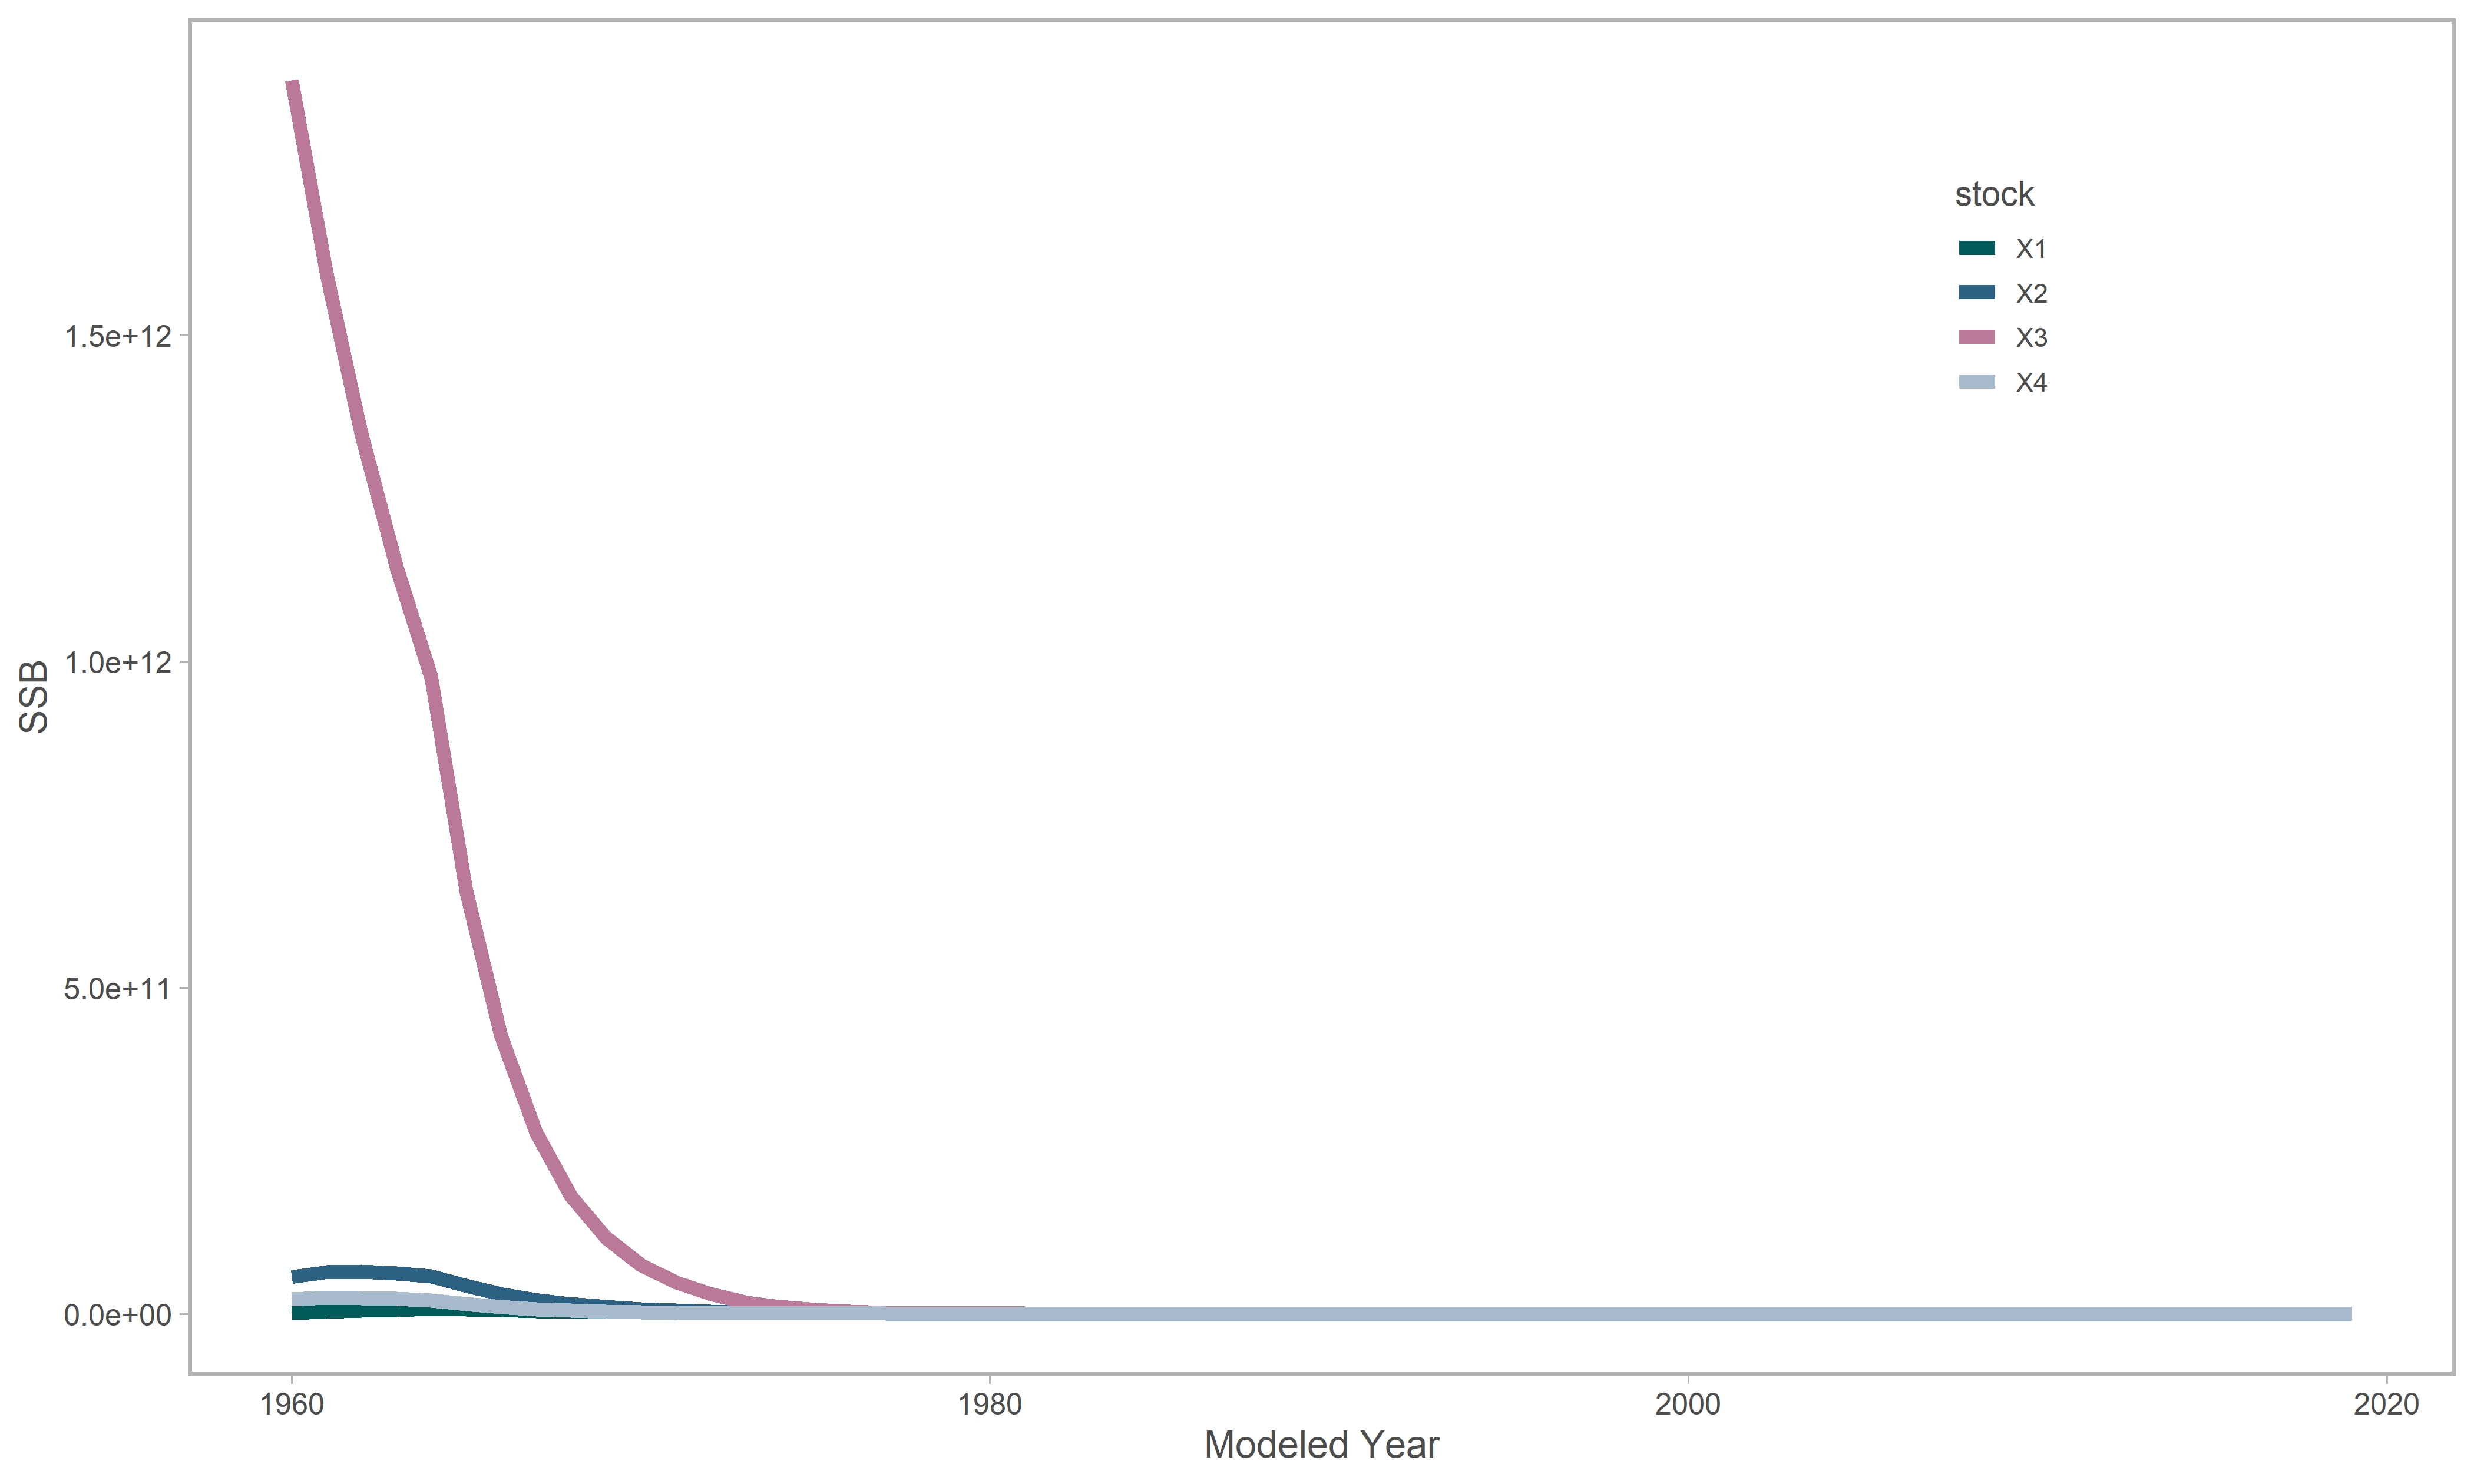 stock
X1
X2
X3
X4
1.5e+12
1.0e+12
5.0e+11
0.0e+00
SSB
1960
1980
2000
2020
Modeled Year